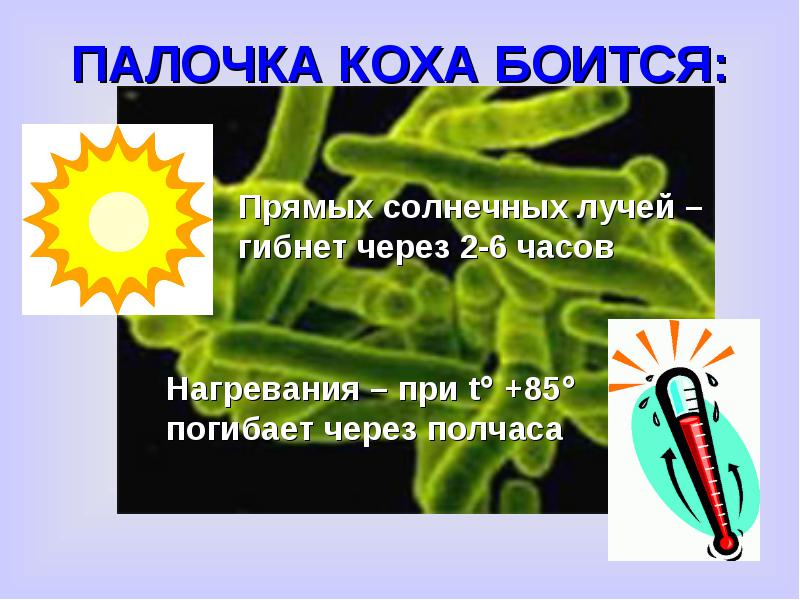 ПАЛОЧКА КОХА БОИТСЯ:
Прямых солнечных лучей –
гибнет через 2-6 часов
Нагревания – при t° +85°
погибает через полчаса